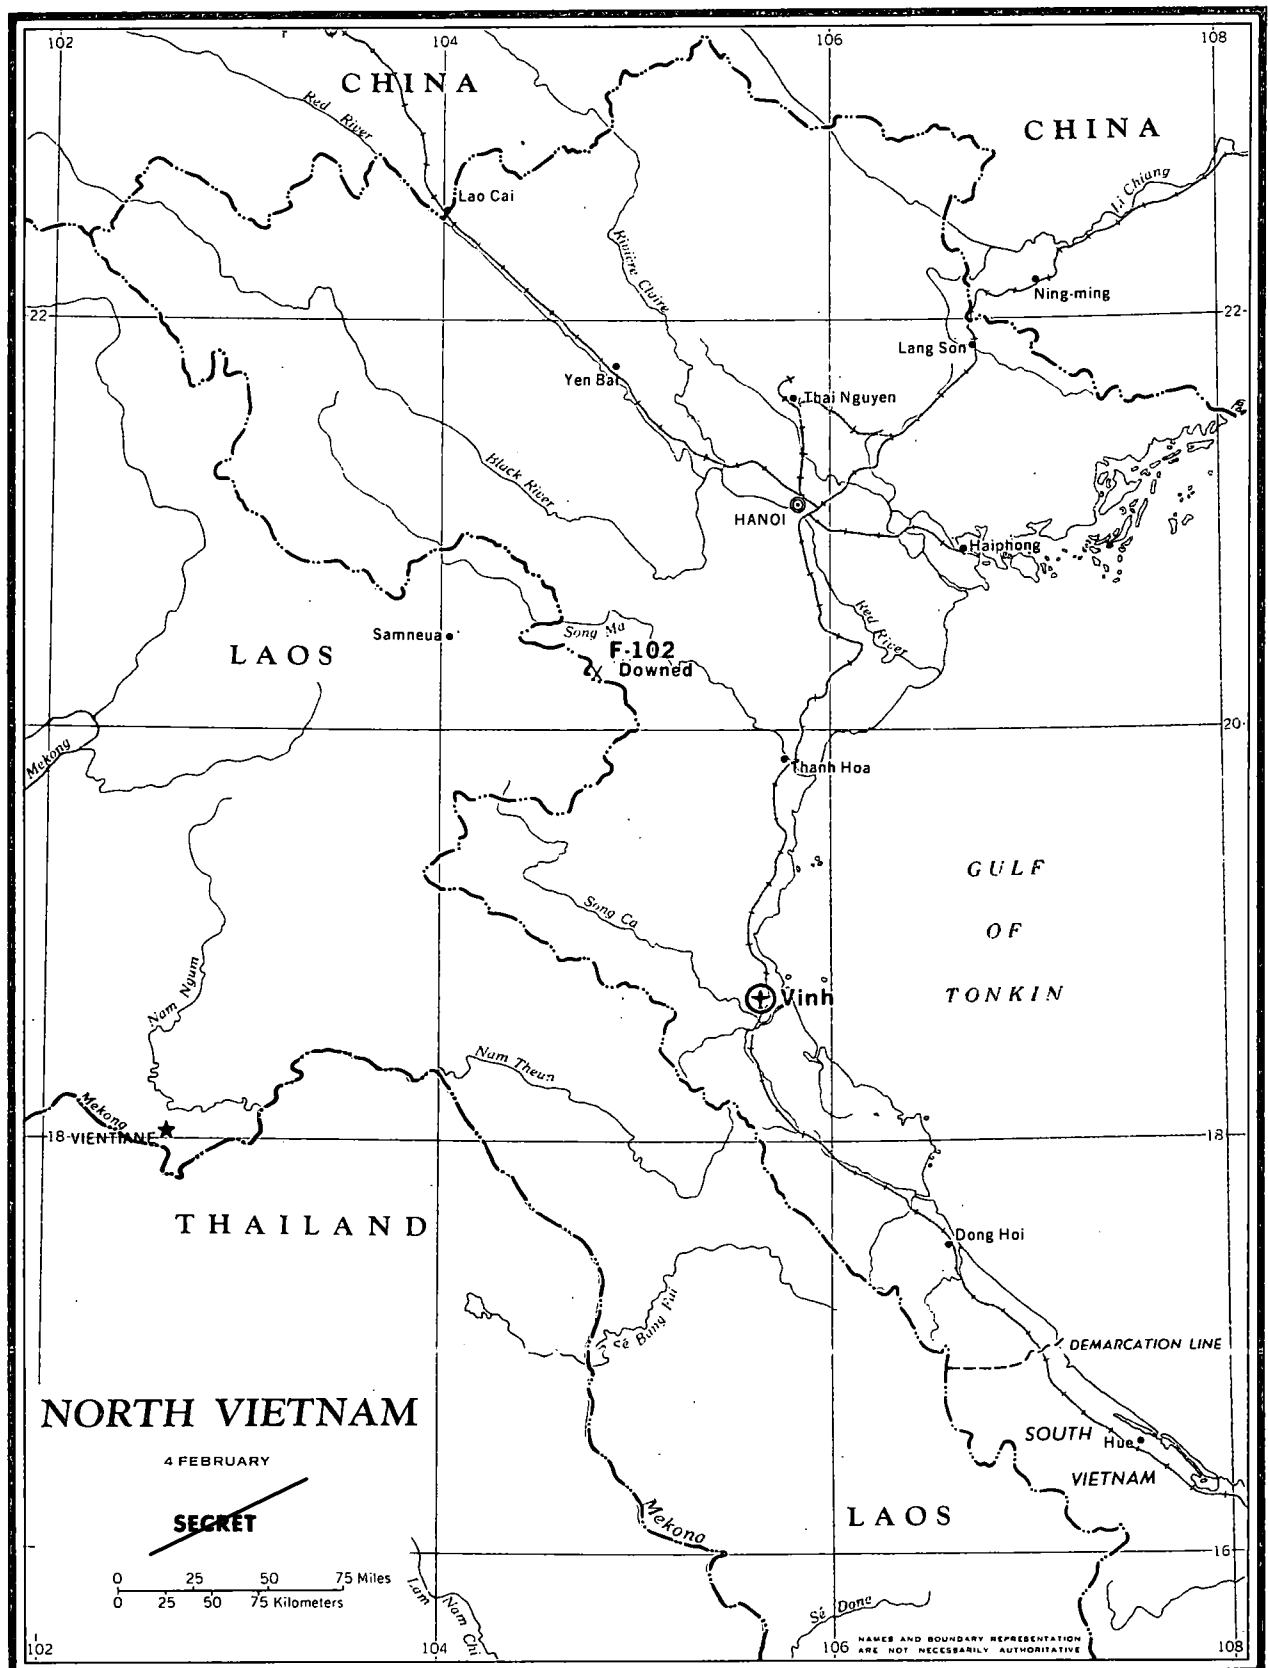 102 104 106 108
CHINA
Red River
CHINA
Li Chiang
Lao Cai
Rivière Claire
Ning-ming
22 22
Lang Son
Yen Bai
Thai Nguyen
Black River
HANOI
Haiphong
Red River
Samneua
Song Ma
LAOS
F-102
Downed
20
Mekong
Thanh Hoa
GULF
OF
TONKIN
Song Ca
Nam Ngum
Vinh
Nam Theun
Mekong
18 VIENTIANE 18
THAILAND
Dong Hoi
Sé Bang Fai
DEMARCATION LINE
NORTH VIETNAM
4 FEBRUARY
SECRET
SOUTH
Hue
VIETNAM
LAOS
Mekong
16
0 25 50 75 Miles
0 25 50 75 Kilometers
Lam
Nam Chi
Sé Done
NAMES AND BOUNDARY REPRESENTATION
ARE NOT NECESSARILY AUTHORITATIVE
102 104 106 108